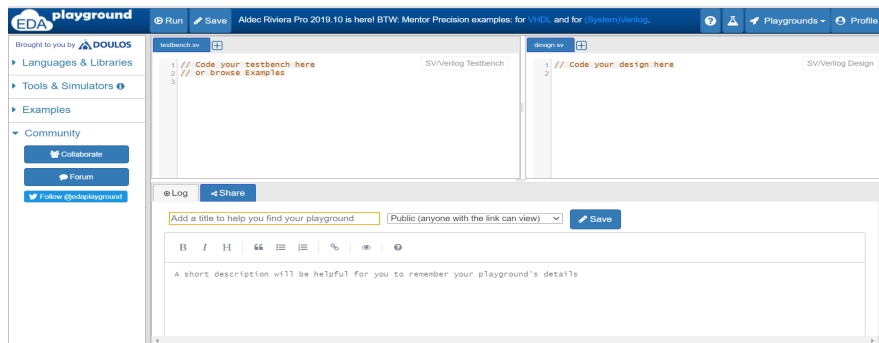 EDA playground
Run Save Aldec Riviera Pro 2019.10 is here! BTW: Mentor Precision examples: for VHDL and for (System)Verilog. Playgrounds Profile
Brought to you by DOULOS
Languages & Libraries
Tools & Simulators
Examples
Community
Collaborate
Forum
Follow @edaplayground
testbench.sv
1 // Code your testbench here
2 // or browse Examples
3
SV/Verilog Testbench
design.sv
1 // Code your design here
2
SV/Verilog Design
Log Share
Add a title to help you find your playground Public (anyone with the link can view) Save
B I H
A short description will be helpful for you to remember your playground's details